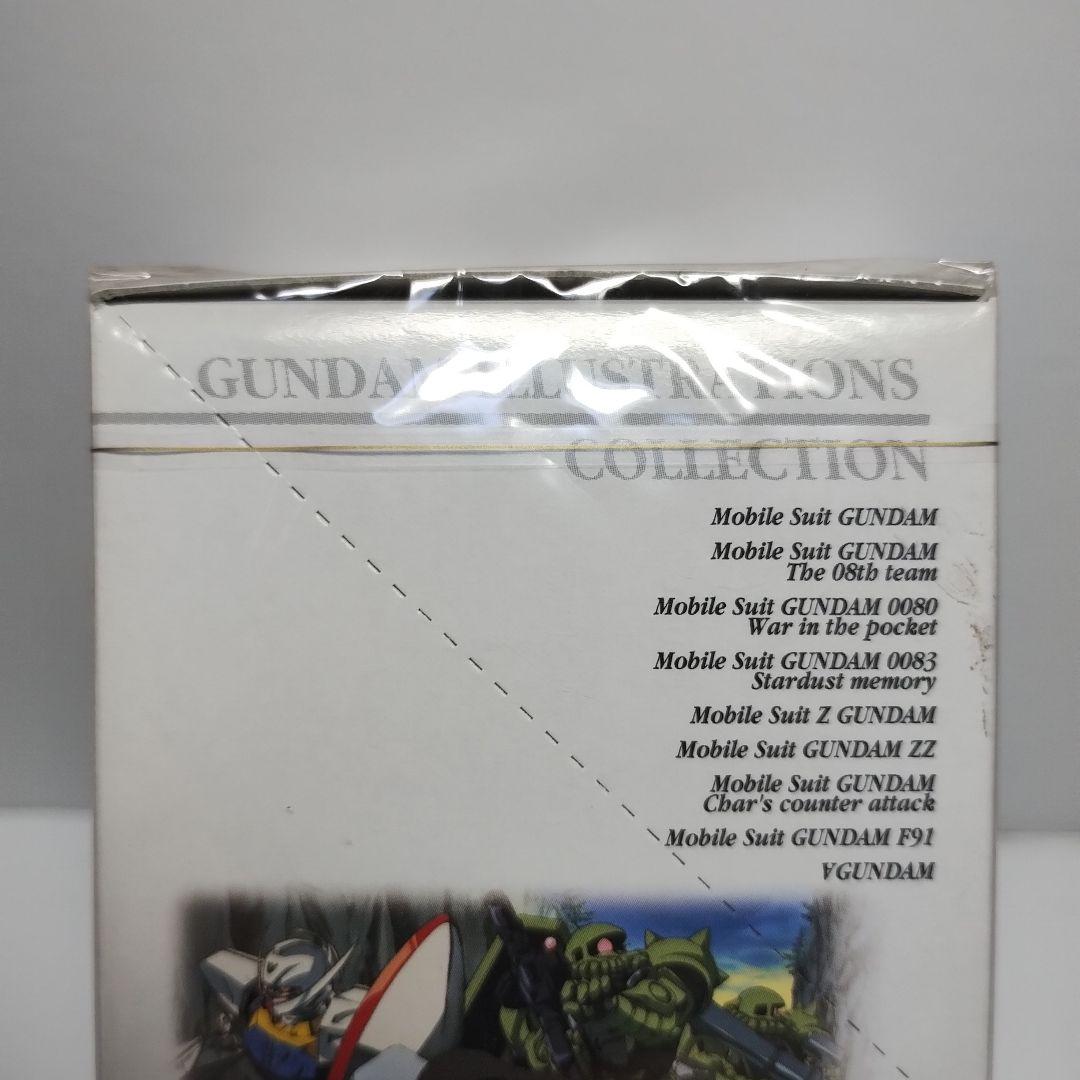 GUNDAM ILLUSTRATIONS
COLLECTION
Mobile Suit GUNDAM
Mobile Suit GUNDAM
The 08th team
Mobile Suit GUNDAM 0080
War in the pocket
Mobile Suit GUNDAM 0083
Stardust memory
Mobile Suit Z GUNDAM
Mobile Suit GUNDAM ZZ
Mobile Suit GUNDAM
Char's counter attack
Mobile Suit GUNDAM F91
∀GUNDAM